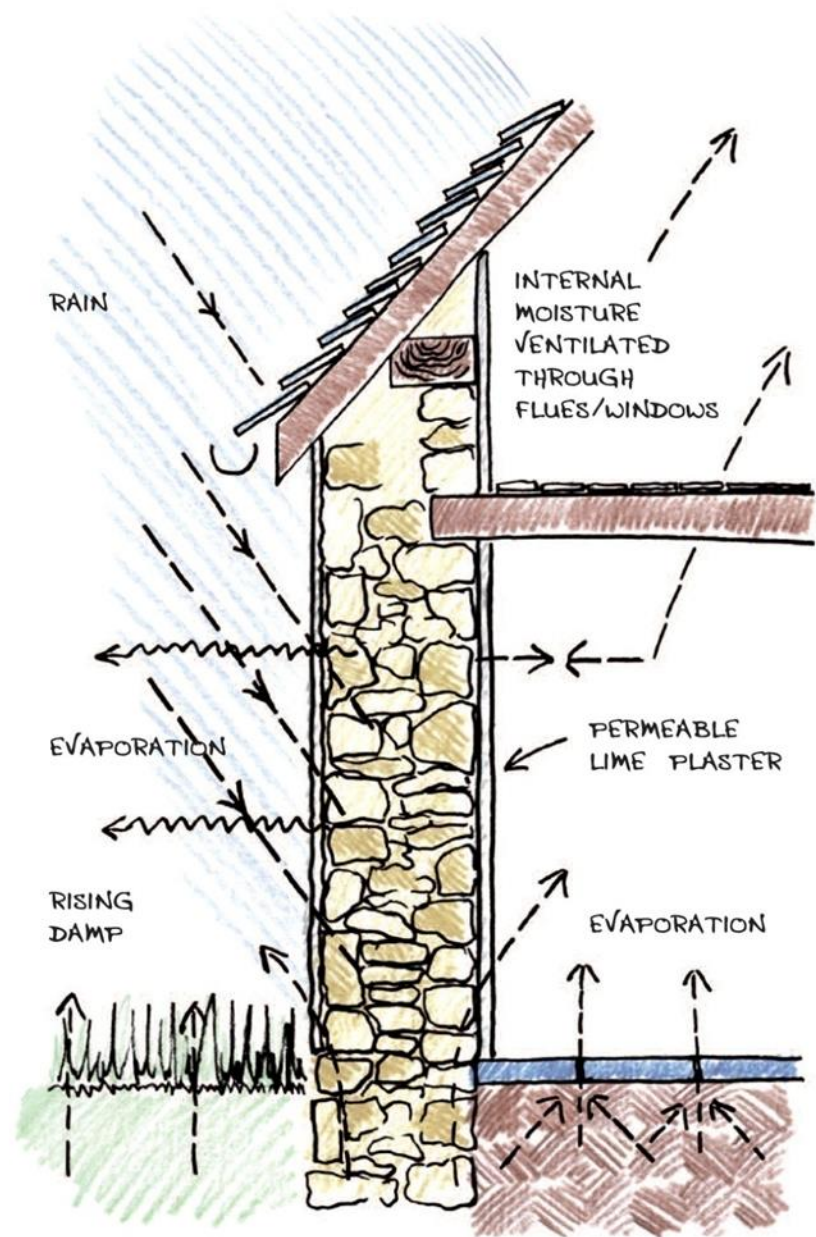 RAIN
INTERNAL
MOISTURE
VENTILATED
THROUGH
FLUES/WINDOWS
EVAPORATION
PERMEABLE
LIME PLASTER
RISING
DAMP
EVAPORATION